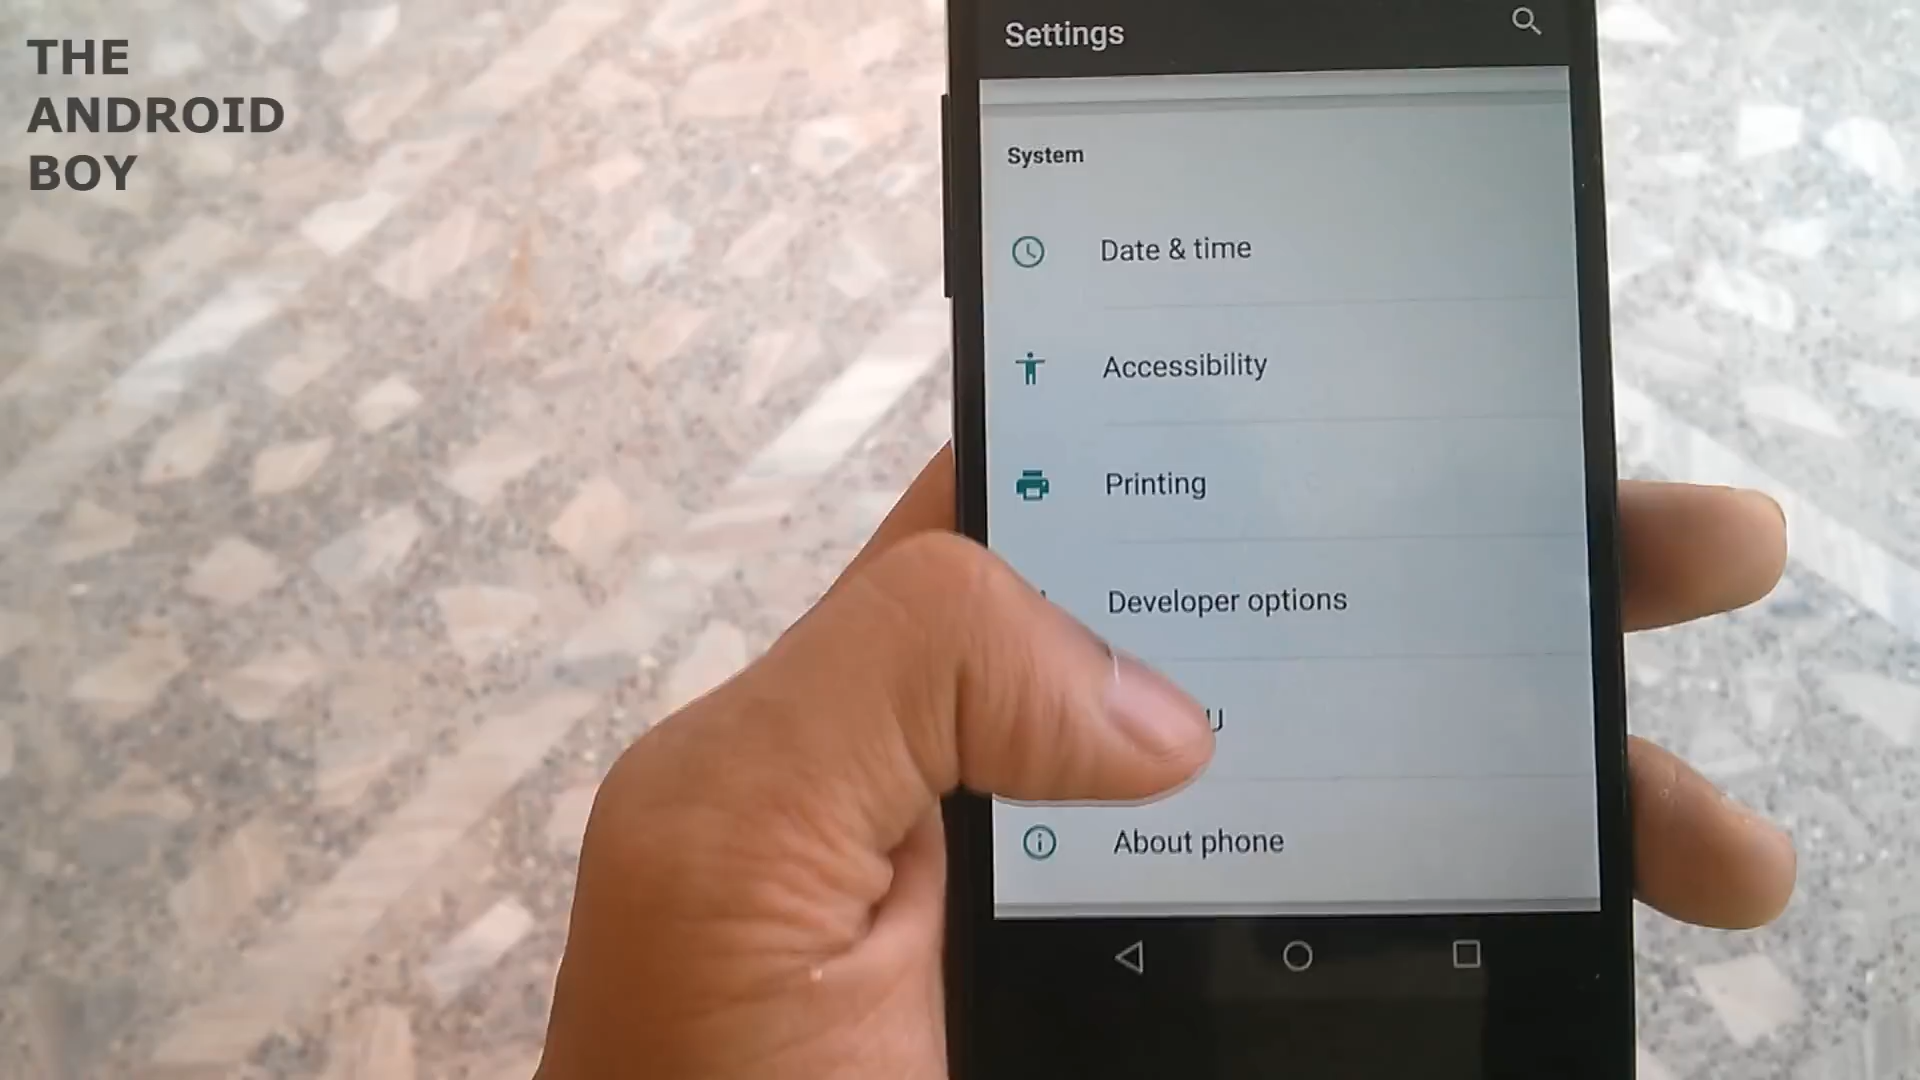 THE
ANDROID
BOY
Settings
System
Date & time
Accessibility
Printing
Developer options
About phone